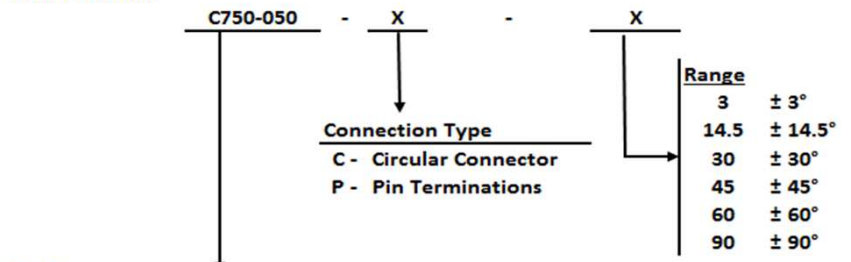 C750-050 - X - X
Range
3 ± 3°
14.5 ± 14.5°
Connection Type
C - Circular Connector
30 ± 30°
P - Pin Terminations
45 ± 45°
60 ± 60°
90 ± 90°